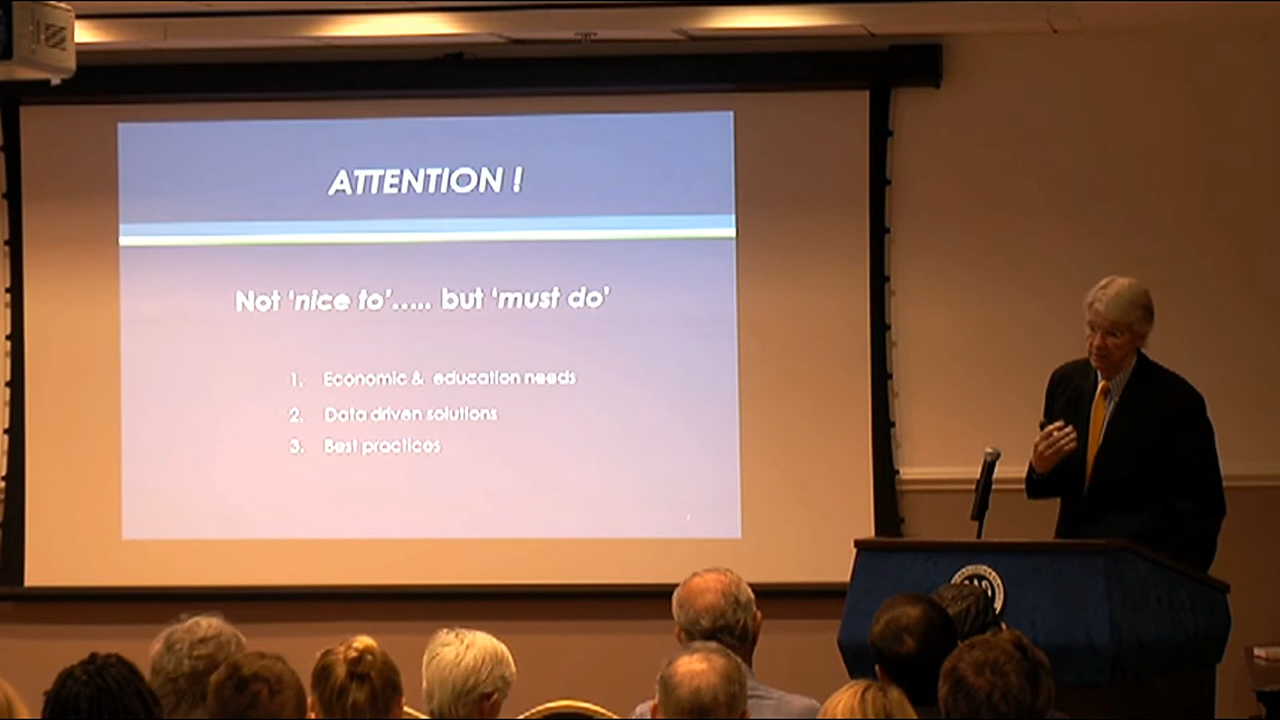 ATTENTION !
Not ‘nice to’..... but ‘must do’
1. Economic & education needs
2. Data driven solutions
3. Best practices